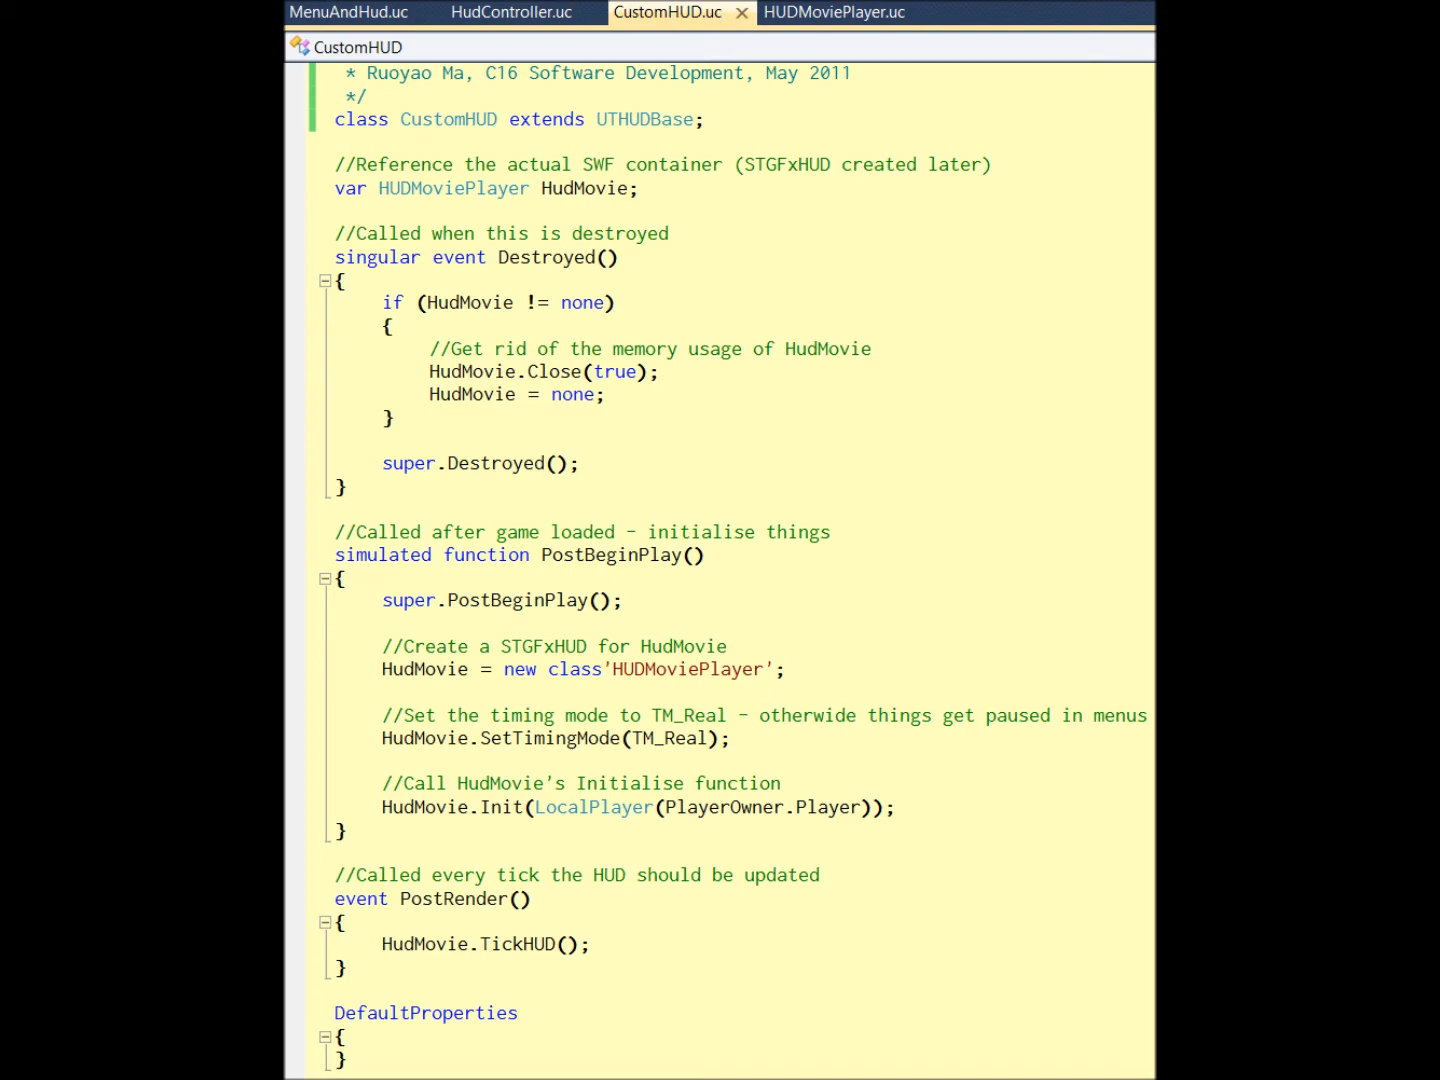 MenuAndHud.uc HudController.uc CustomHUD.uc HUDMoviePlayer.uc
CustomHUD
* Ruoyao Ma, C16 Software Development, May 2011
*/
class CustomHUD extends UTHUDBase;
//Reference the actual SWF container (STGFxHUD created later)
var HUDMoviePlayer HudMovie;
//Called when this is destroyed
singular event Destroyed()
{
if (HudMovie != none)
{
//Get rid of the memory usage of HudMovie
HudMovie.Close(true);
HudMovie = none;
}
super.Destroyed();
}
//Called after game loaded - initialise things
simulated function PostBeginPlay()
{
super.PostBeginPlay();
//Create a STGFxHUD for HudMovie
HudMovie = new class'HUDMoviePlayer';
//Set the timing mode to TM_Real - otherwide things get paused in menus
HudMovie.SetTimingMode(TM_Real);
//Call HudMovie's Initialise function
HudMovie.Init(LocalPlayer(PlayerOwner.Player));
}
//Called every tick the HUD should be updated
event PostRender()
{
HudMovie.TickHUD();
}
DefaultProperties
{
}